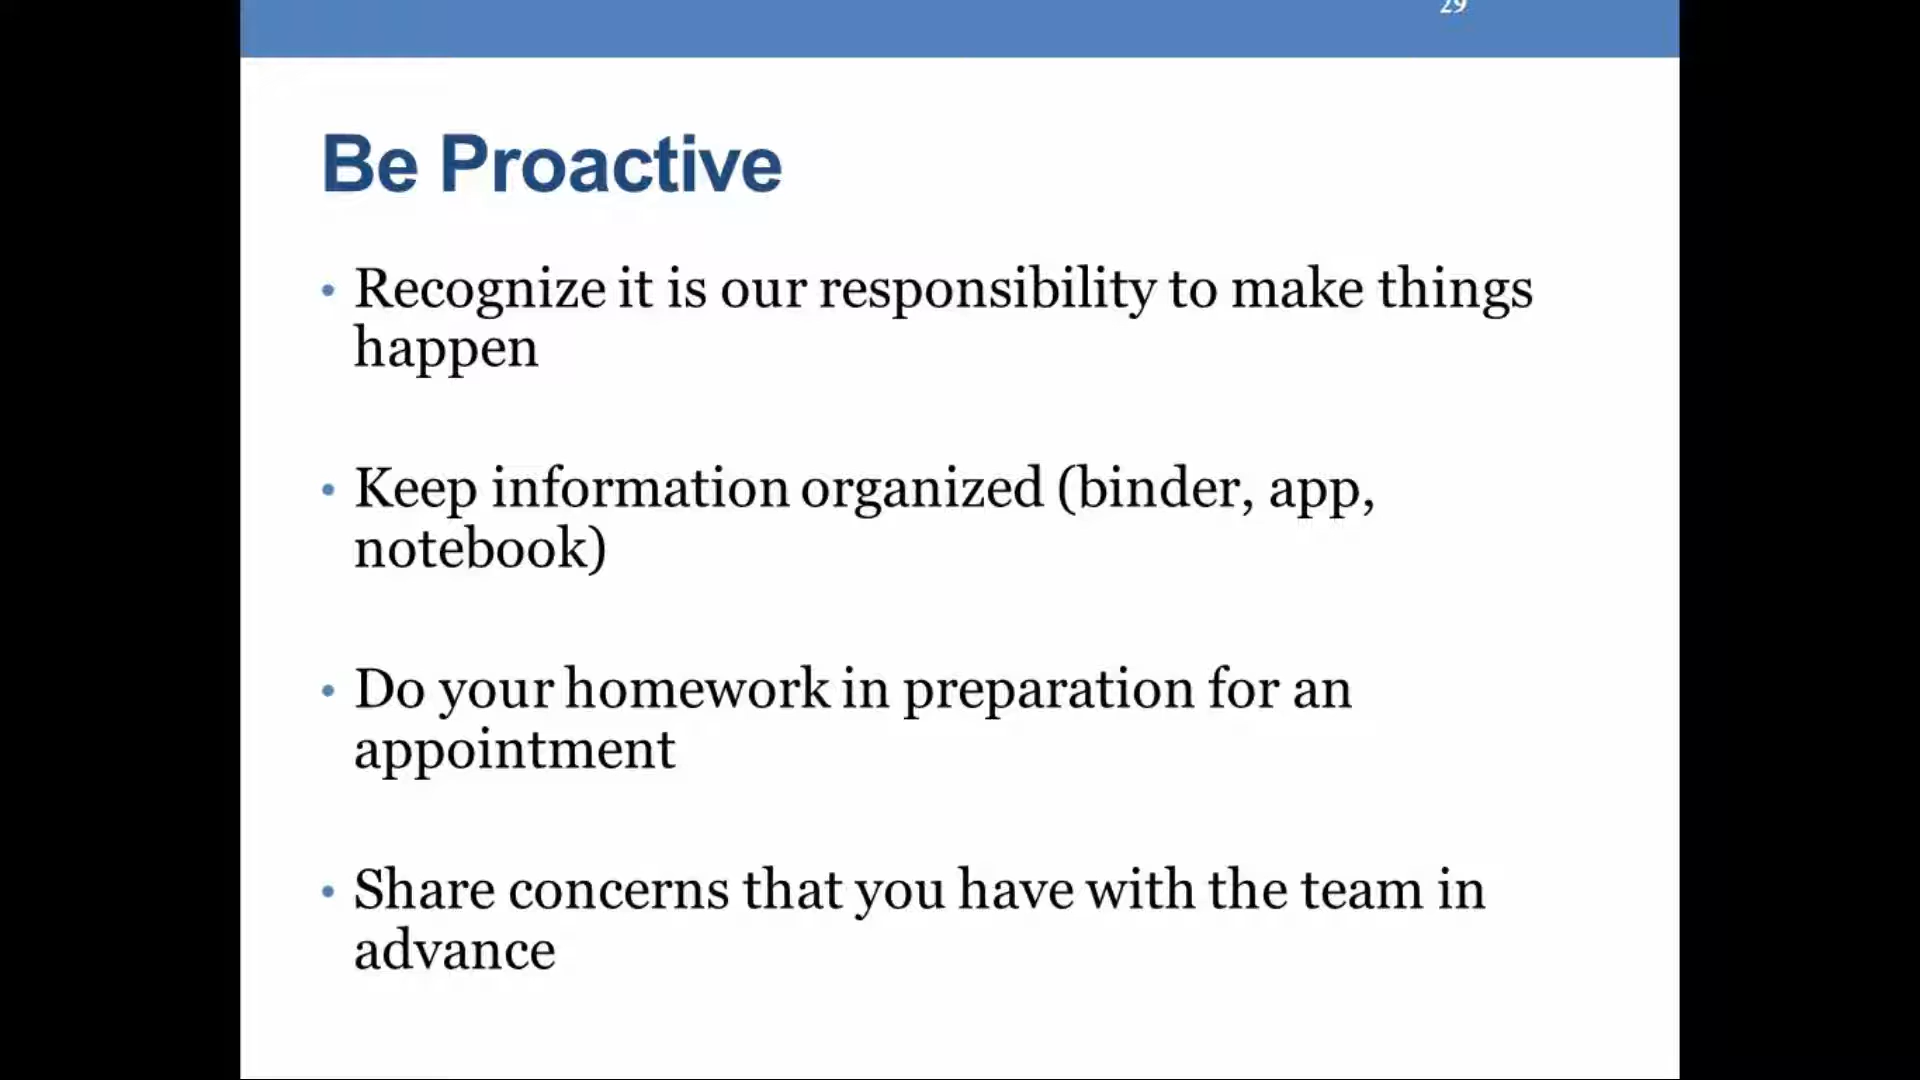 29
Be Proactive
• Recognize it is our responsibility to make things
happen
• Keep information organized (binder, app,
notebook)
• Do your homework in preparation for an
appointment
• Share concerns that you have with the team in
advance